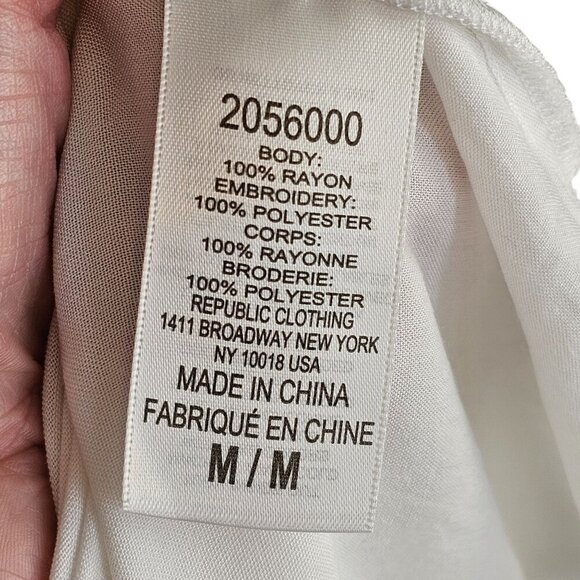 2056000
BODY:
100% RAYON
EMBROIDERY:
100% POLYESTER
CORPS:
100% RAYONNE
BRODERIE:
100% POLYESTER
REPUBLIC CLOTHING
1411 BROADWAY NEW YORK
NY 10018 USA
MADE IN CHINA
FABRIQUÉ EN CHINE
M / M